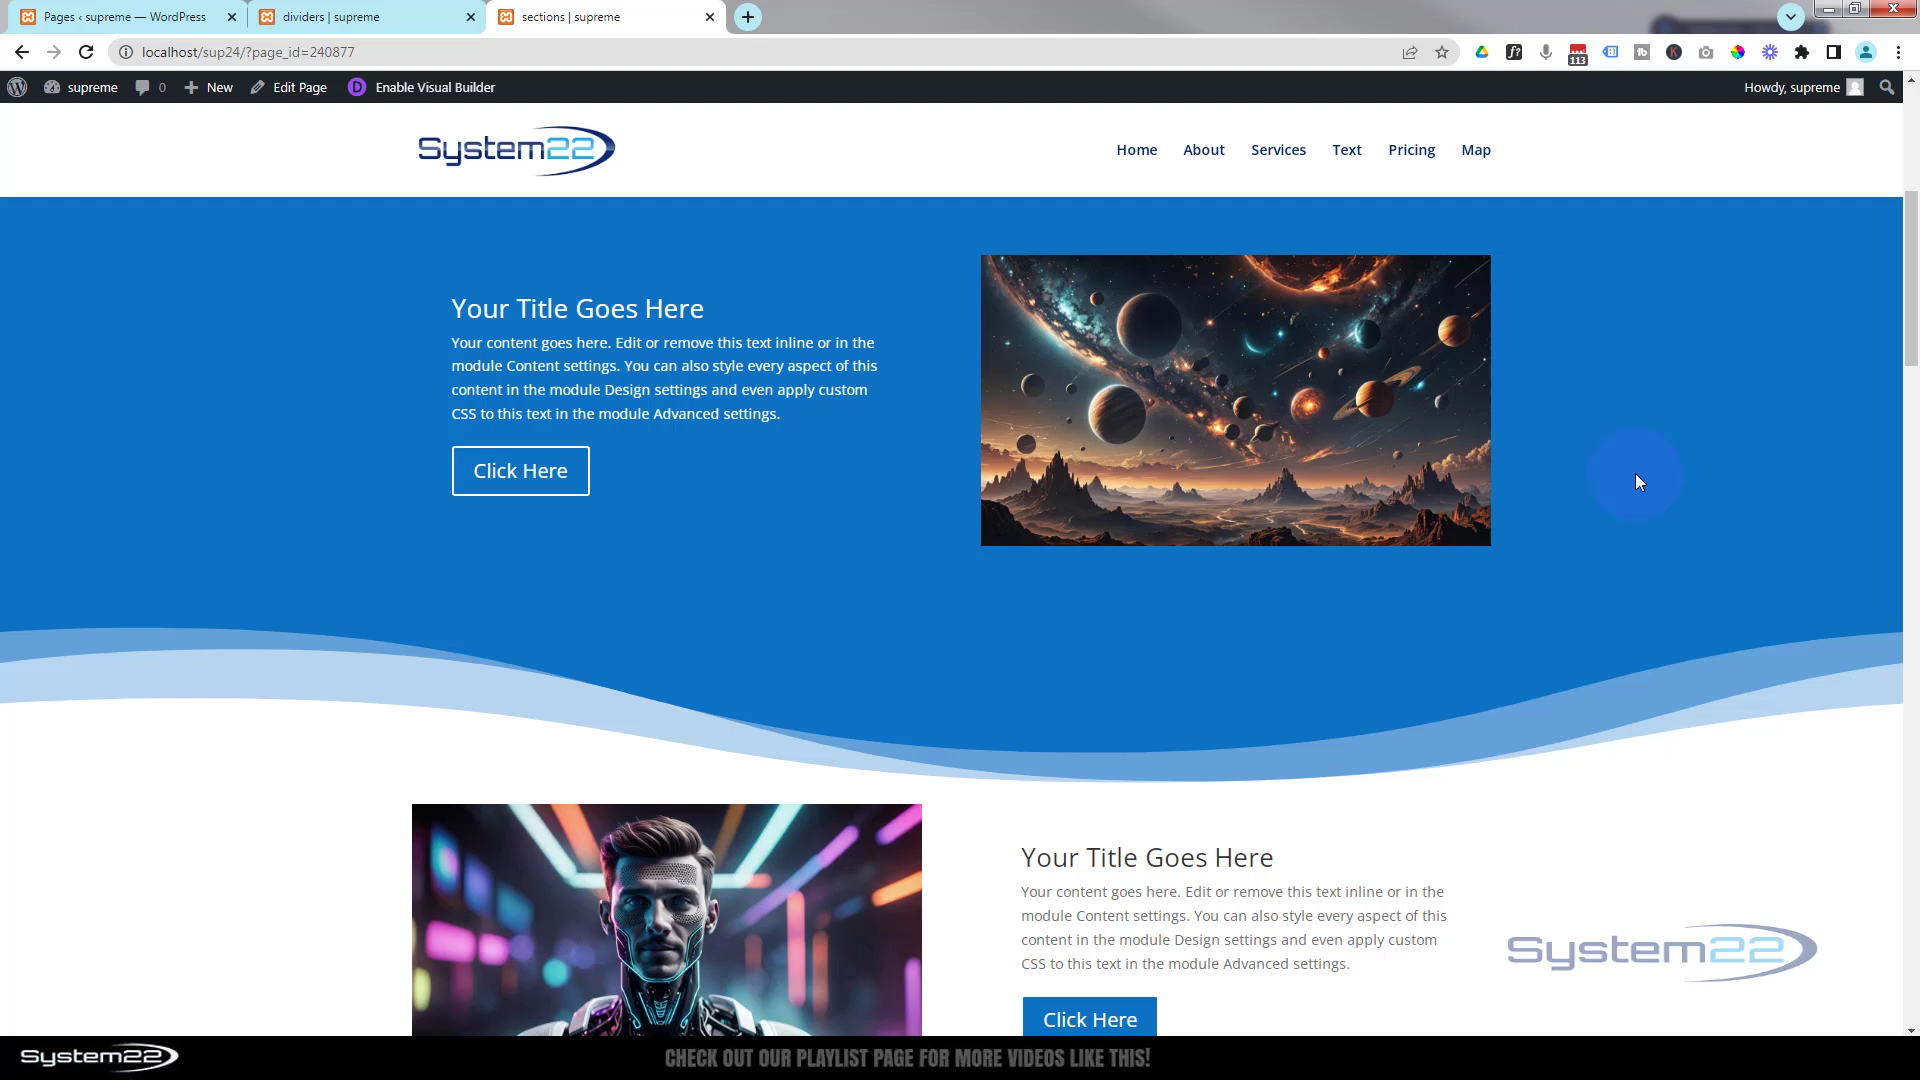 Pages ‹ supreme — WordPress
dividers | supreme
sections | supreme
localhost/sup24/?page_id=240877
113
supreme
0
New
Edit Page
D
Enable Visual Builder
Howdy, supreme
System22
Home
About
Services
Text
Pricing
Map
Your Title Goes Here
Your content goes here. Edit or remove this text inline or in the
module Content settings. You can also style every aspect of this
content in the module Design settings and even apply custom
CSS to this text in the module Advanced settings.
Click Here
Your Title Goes Here
Your content goes here. Edit or remove this text inline or in the
module Content settings. You can also style every aspect of this
content in the module Design settings and even apply custom
CSS to this text in the module Advanced settings.
Click Here
System22
System22
CHECK OUT OUR PLAYLIST PAGE FOR MORE VIDEOS LIKE THIS!